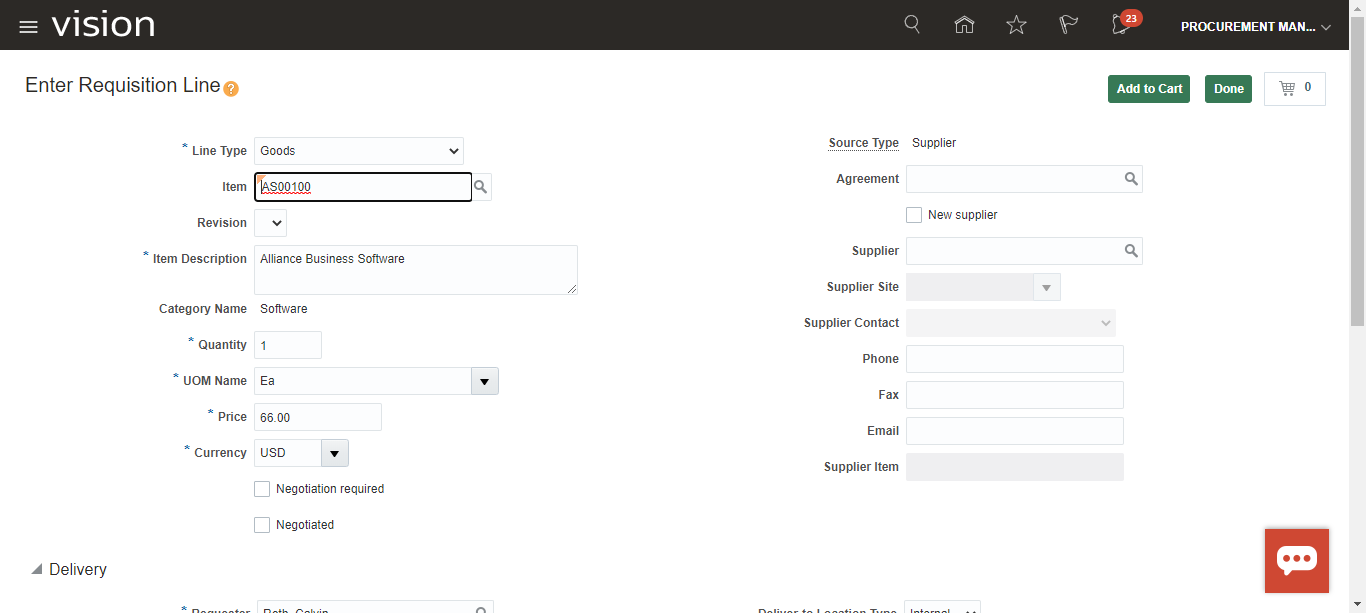 vision
23
PROCUREMENT MAN...
Enter Requisition Line ?
Add to Cart
Done
0
* Line Type Goods
Item AS00100
Revision
* Item Description Alliance Business Software
Category Name Software
* Quantity 1
* UOM Name Ea
* Price 66.00
* Currency USD
Negotiation required
Negotiated
Source Type Supplier
Agreement
New supplier
Supplier
Supplier Site
Supplier Contact
Phone
Fax
Email
Supplier Item
Delivery
* Requester Roth, Calvin
Deliver-to Location Type Internal